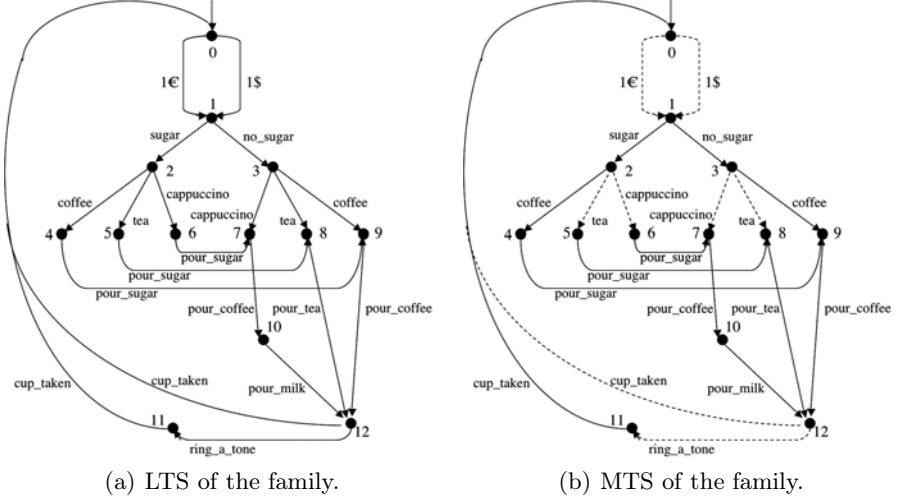 0 0
1€ 1$ 1€ 1$
1 1
sugar no_sugar sugar no_sugar
2 3 2 3
coffee cappuccino coffee coffee cappuccino coffee
tea cappuccino tea tea cappuccino tea
4 5 6 7 8 9 4 5 6 7 8 9
pour_sugar pour_sugar
pour_sugar pour_sugar
pour_sugar pour_sugar
pour_coffee pour_tea pour_coffee pour_coffee pour_tea pour_coffee
10 10
cup_taken cup_taken pour_milk cup_taken cup_taken pour_milk
11 12 11 12
ring_a_tone ring_a_tone
(a) LTS of the family. (b) MTS of the family.